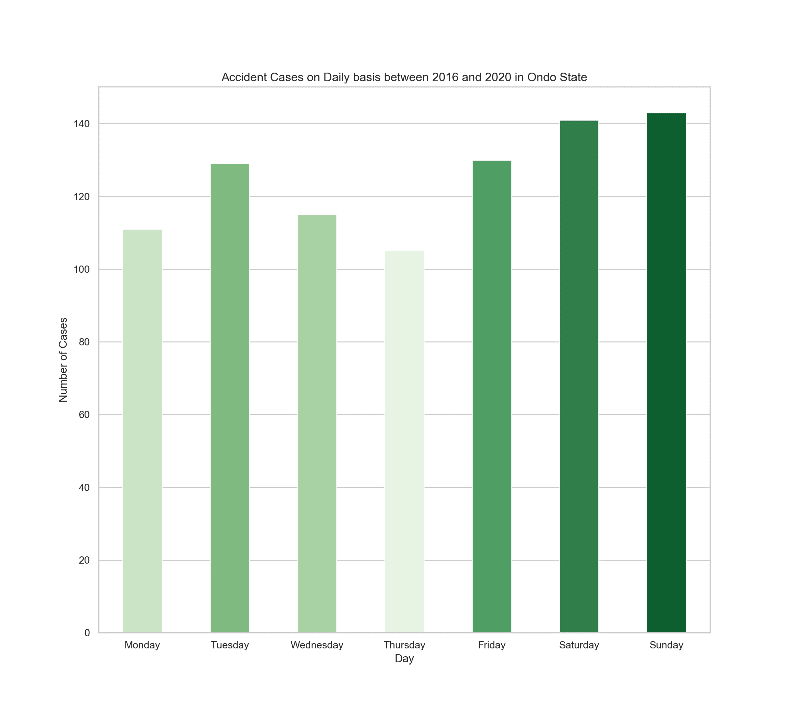 Accident Cases on Daily basis between 2016 and 2020 in Ondo State
140
120
100
80
60
40
20
0
Number of Cases
Monday Tuesday Wednesday Thursday Friday Saturday Sunday
Day